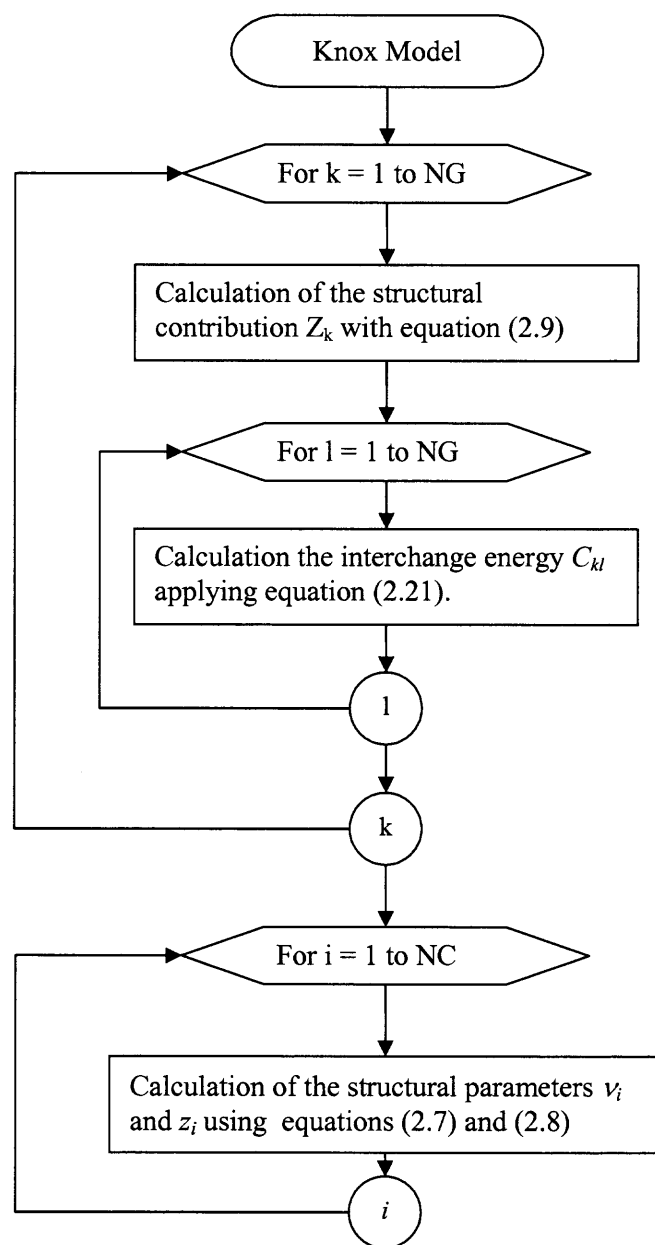 Knox Model
For k = 1 to NG
Calculation of the structural
contribution Zk with equation (2.9)
For l = 1 to NG
Calculation the interchange energy Ckl
applying equation (2.21).
l
k
For i = 1 to NC
Calculation of the structural parameters νi
and zi using equations (2.7) and (2.8)
i